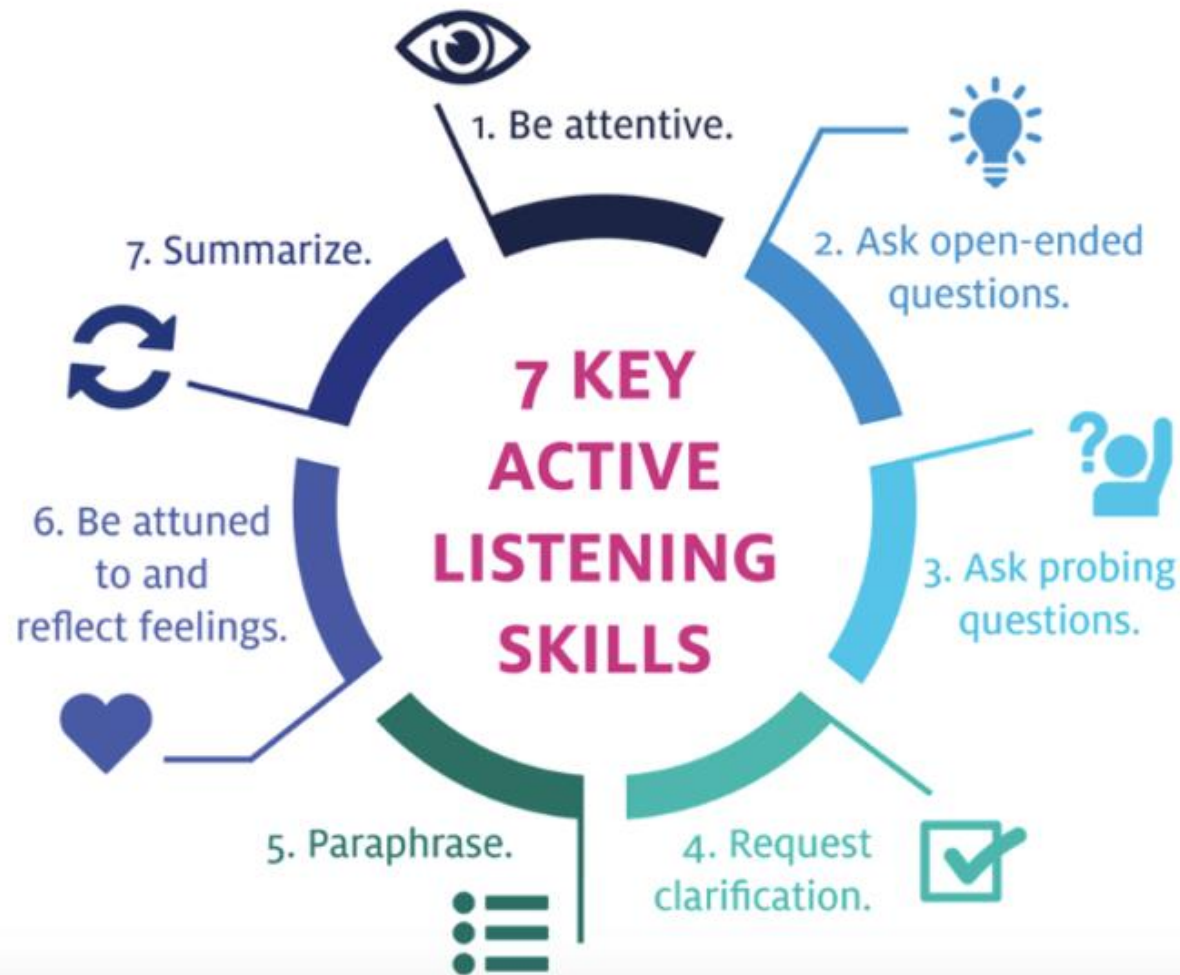 7 KEY
ACTIVE
LISTENING
SKILLS
1. Be attentive.
2. Ask open-ended
questions.
3. Ask probing
questions.
4. Request
clarification.
5. Paraphrase.
6. Be attuned
to and
reflect feelings.
7. Summarize.